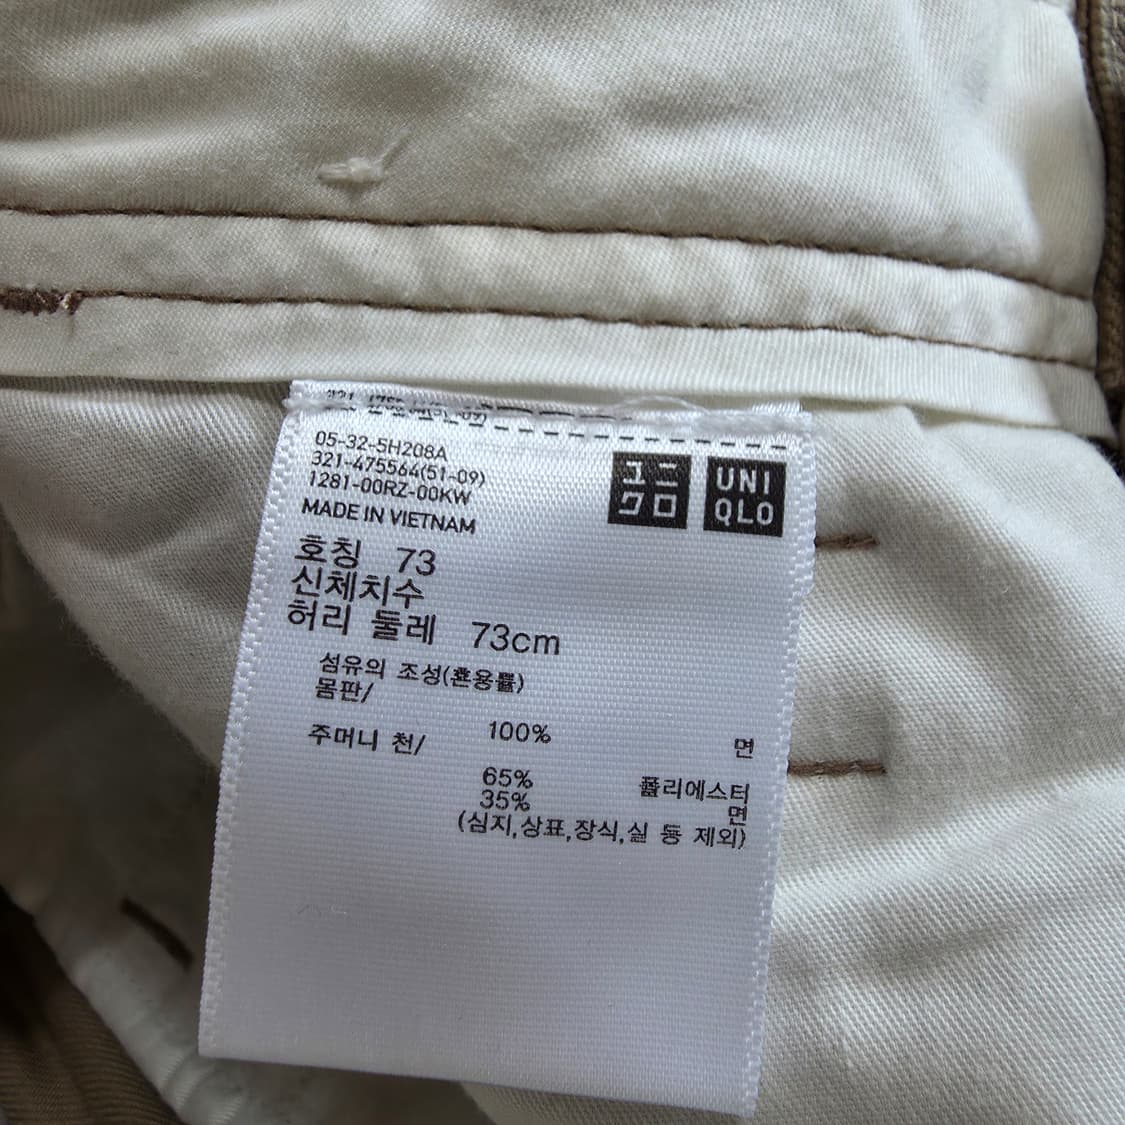 05-32-5H208A
321-475564(51-09)
1281-00RZ-00KW
MADE IN VIETNAM
ユニ
クロ
UNI
QLO
호칭 73
신체치수
허리 둘레 73cm
섬유의 조성(혼용률)
몸판/
100% 면
주머니 천/
65% 폴리에스터
35% 면
(심지,상표,장식,실 등 제외)